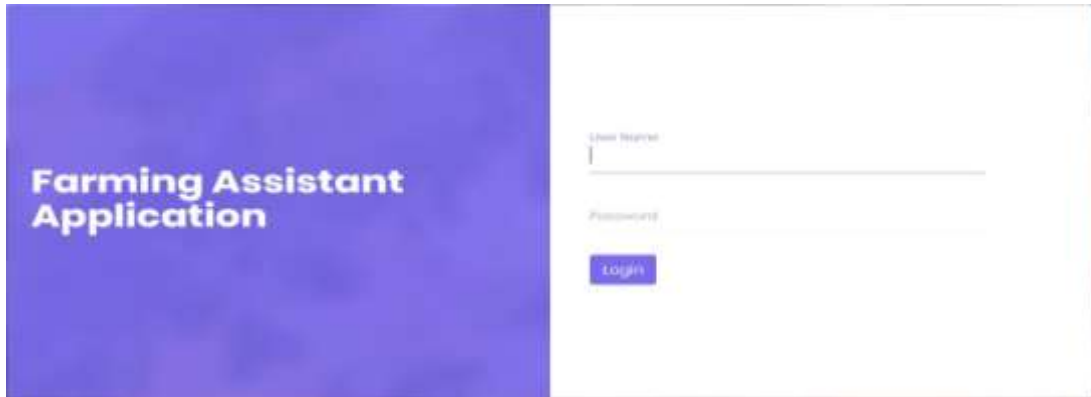 Farming Assistant
Application
User Name
Password
Login